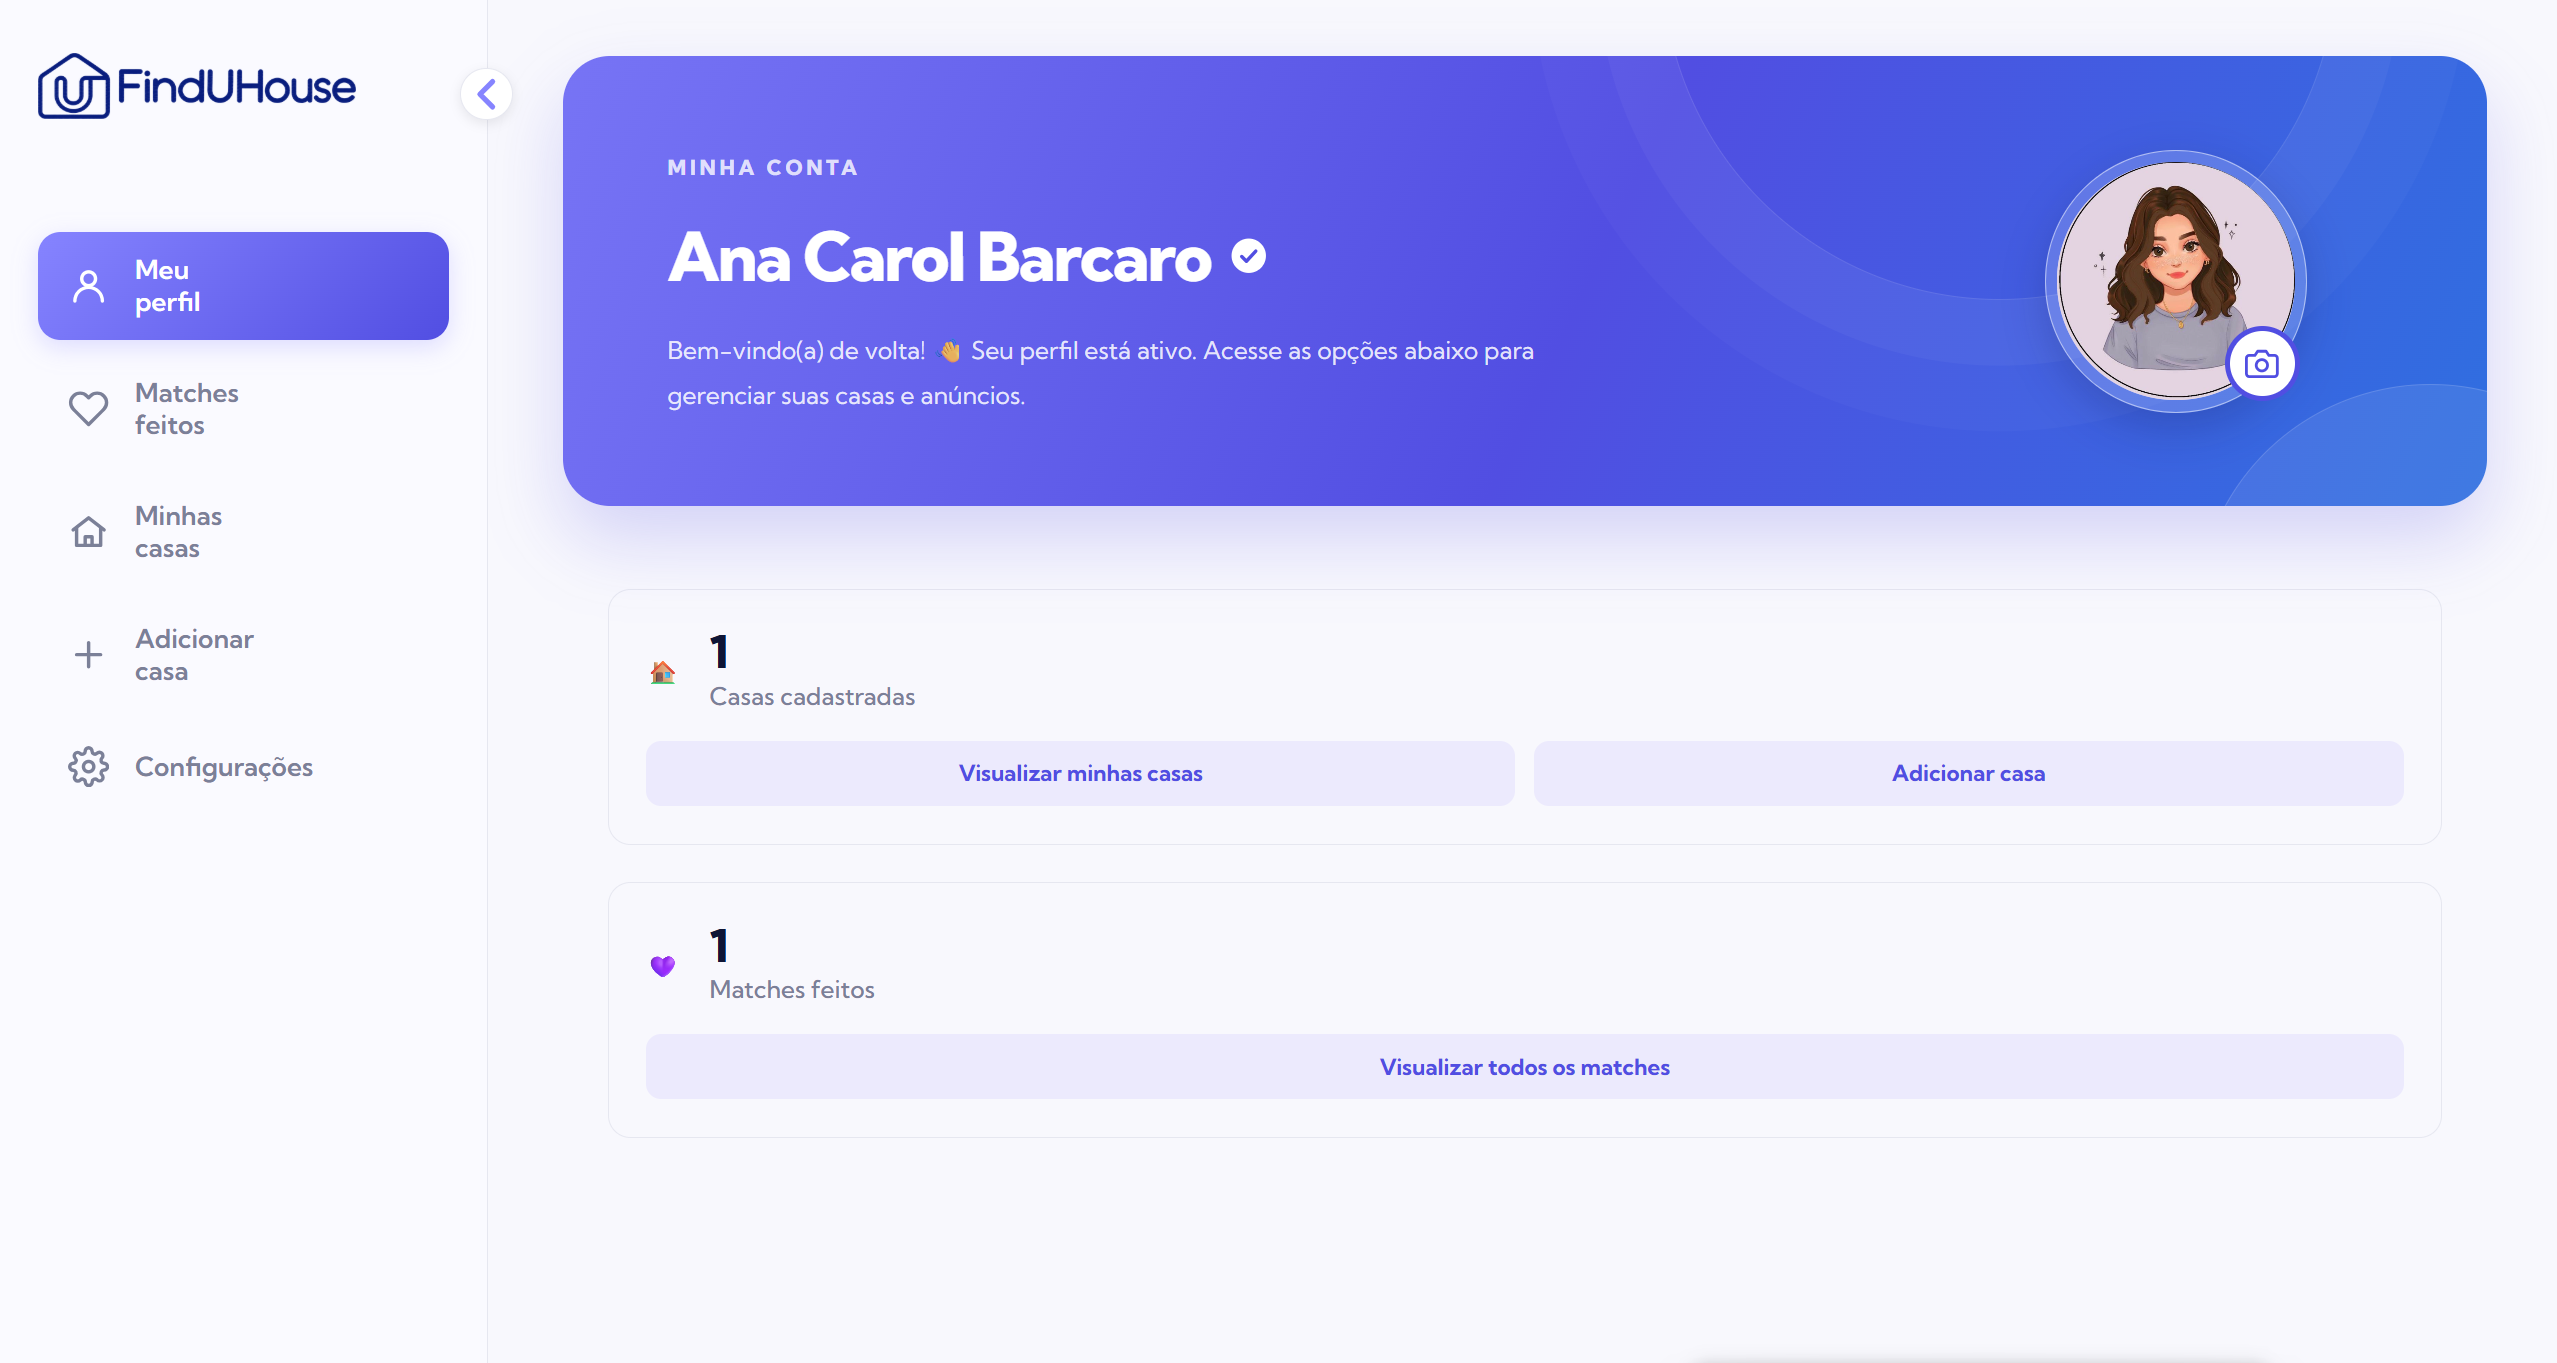 FindUHouse
Meu
perfil
Matches
feitos
Minhas
casas
Adicionar
casa
Configurações
MINHA CONTA
Ana Carol Barcaro
Bem-vindo(a) de volta! 👋 Seu perfil está ativo. Acesse as opções abaixo para
gerenciar suas casas e anúncios.
1
Casas cadastradas
Visualizar minhas casas
Adicionar casa
1
Matches feitos
Visualizar todos os matches